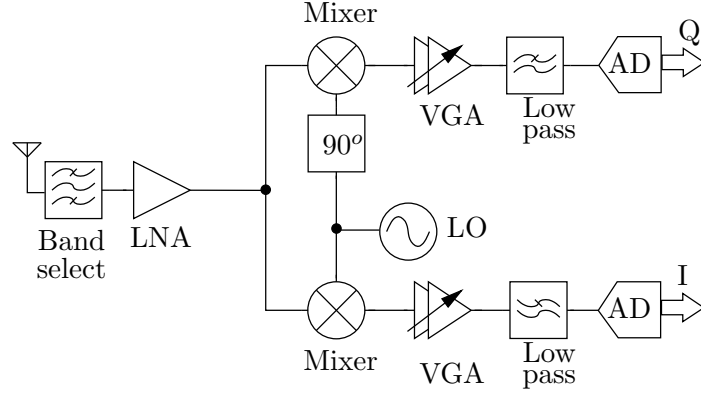 Mixer
Q
AD
VGA
Low
pass
90°
Band
select
LNA
LO
I
AD
Mixer
VGA
Low
pass